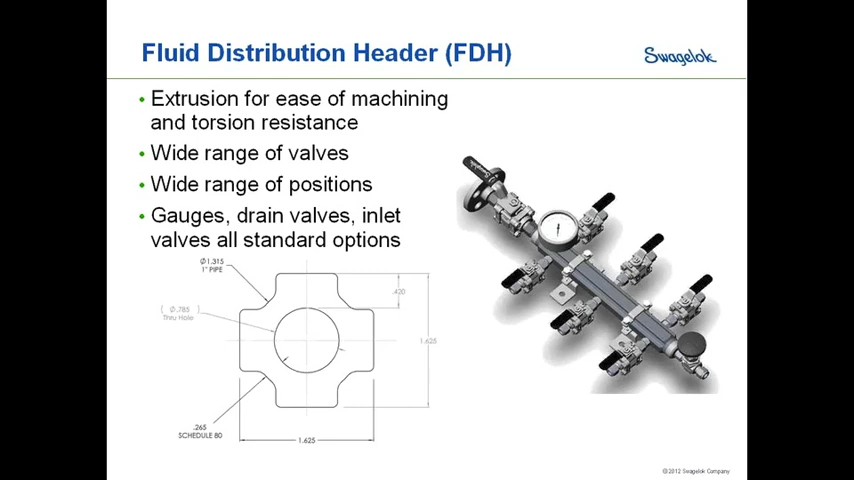 Fluid Distribution Header (FDH)
Swagelok
• Extrusion for ease of machining
and torsion resistance
• Wide range of valves
• Wide range of positions
• Gauges, drain valves, inlet
valves all standard options
Ø1.315
1" PIPE
.420
( Ø.785 )
Thru Hole
1.625
.265
SCHEDULE 80
1.625
©2012 Swagelok Company